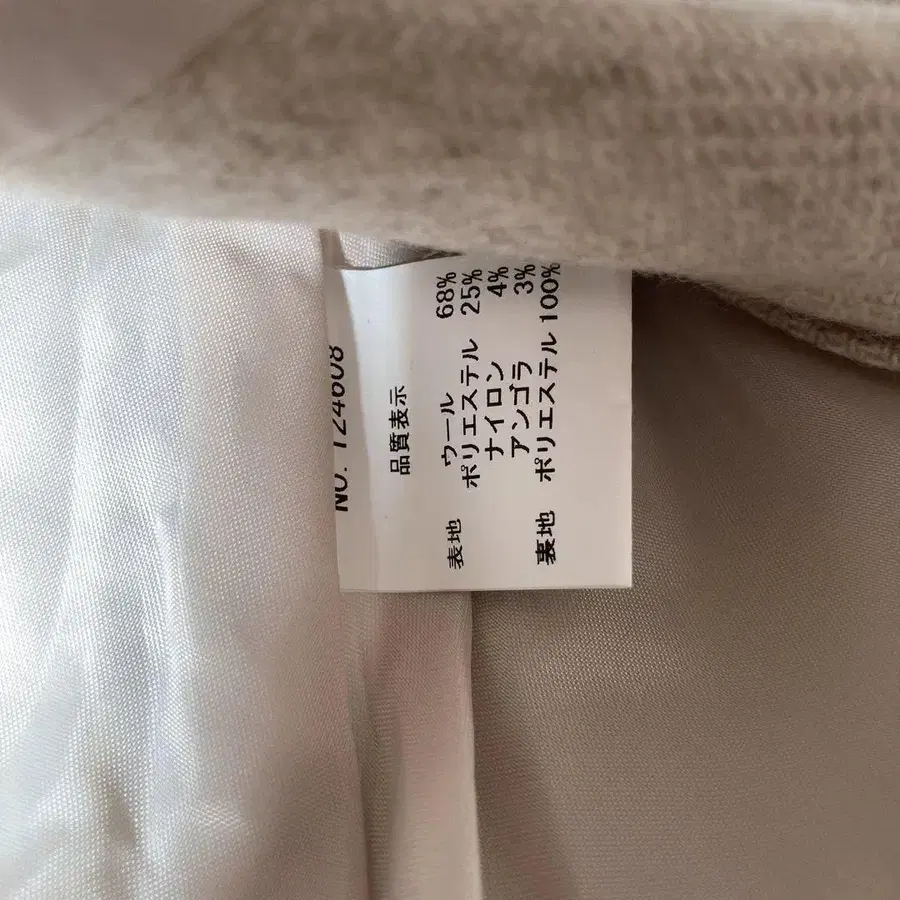 NO. 124608
品質表示
表地 ウール 68%
ポリエステル 25%
ナイロン 4%
アンゴラ 3%
裏地 ポリエステル 100%